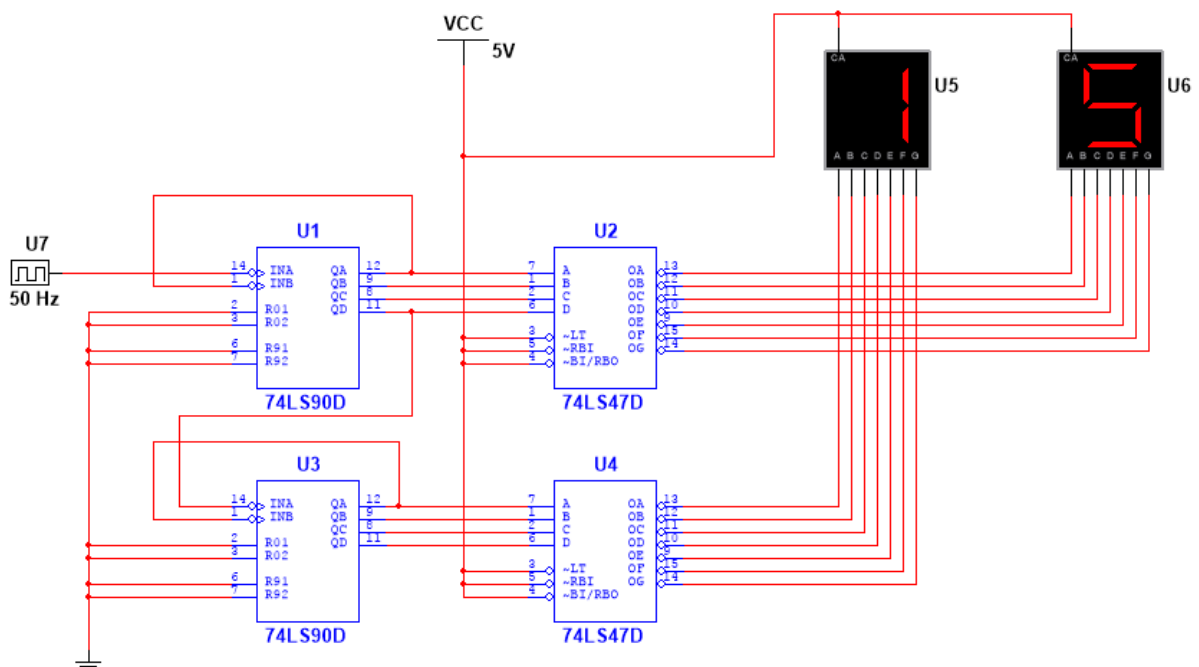 VCC
5V
CA
U5
A B C D E F G
CA
U6
A B C D E F G
U7
50 Hz
U1
14 INA QA 12
1 INB QB 9
QC 8
2 R01 QD 11
3 R02
6 R91
7 R92
74LS90D
U2
7 A OA 13
1 B OB 12
2 C OC 11
6 D OD 10
OE 9
3 ~LT OF 15
5 ~RBI OG 14
4 ~BI/RBO
74LS47D
U3
14 INA QA 12
1 INB QB 9
QC 8
2 R01 QD 11
3 R02
6 R91
7 R92
74LS90D
U4
7 A OA 13
1 B OB 12
2 C OC 11
6 D OD 10
OE 9
3 ~LT OF 15
5 ~RBI OG 14
4 ~BI/RBO
74LS47D
1
5